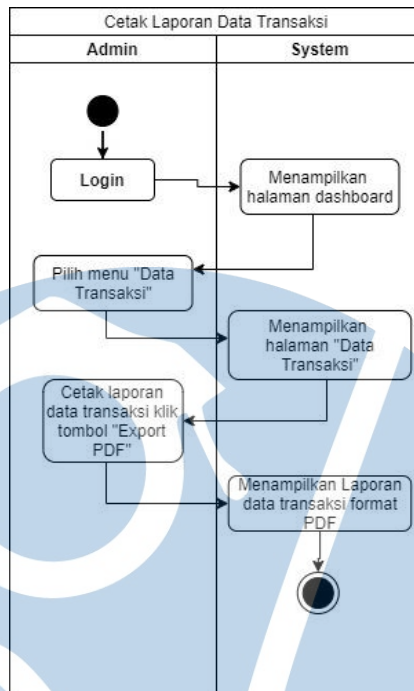 Cetak Laporan Data Transaksi
Admin
System
Login
Menampilkan
halaman dashboard
Pilih menu "Data
Transaksi"
Menampilkan
halaman "Data
Transaksi"
Cetak laporan
data transaksi klik
tombol "Export
PDF"
Menampilkan Laporan
data transaksi format
PDF